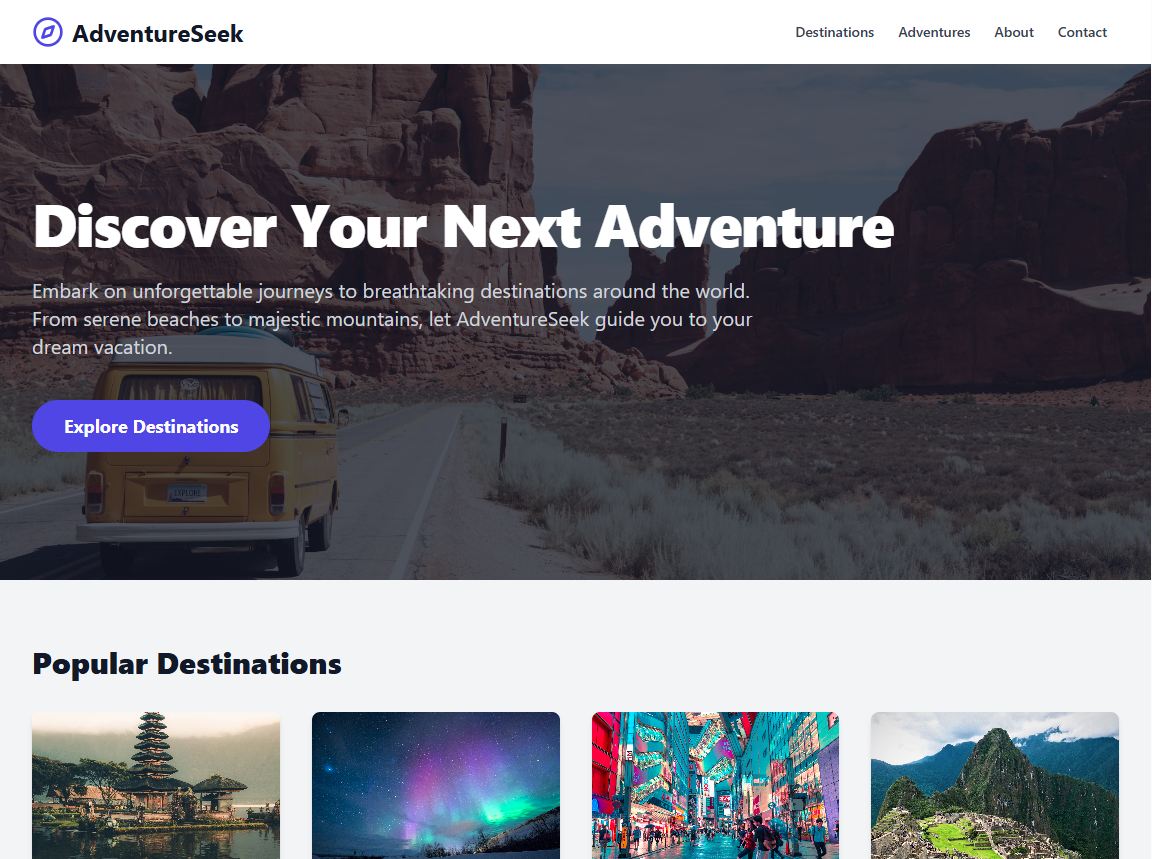 AdventureSeek
Destinations Adventures About Contact
Discover Your Next Adventure
Embark on unforgettable journeys to breathtaking destinations around the world.
From serene beaches to majestic mountains, let AdventureSeek guide you to your
dream vacation.
Explore Destinations
EXPLORE
Popular Destinations